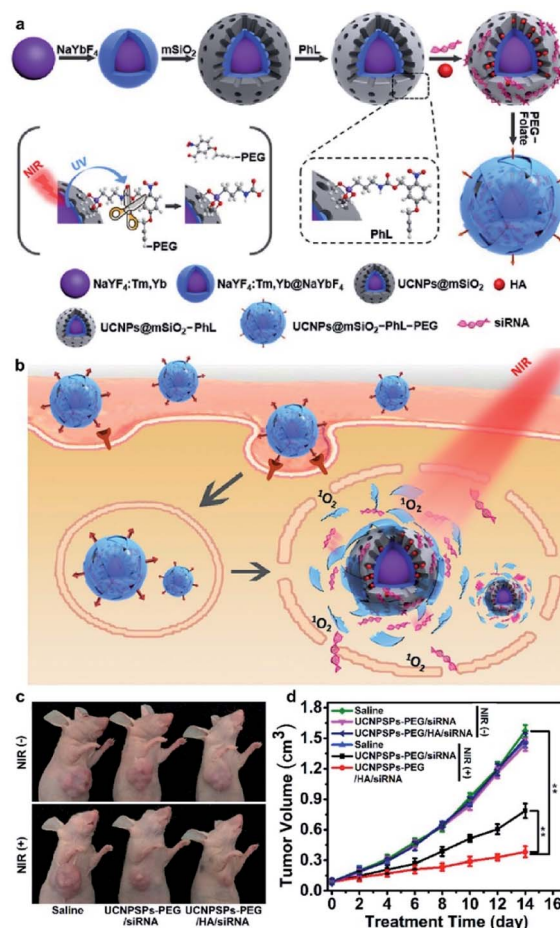 a
NaYbF4
mSiO2
PhL
PEG-
Folate
NIR
UV
PEG
PEG
PEG
PhL
NaYF4:Tm,Yb
NaYF4:Tm,Yb@NaYbF4
UCNPs@mSiO2
HA
UCNPs@mSiO2-PhL
UCNPs@mSiO2-PhL-PEG
siRNA
b
NIR
1O2
1O2
1O2
1O2
c
NIR (-)
NIR (+)
Saline
UCNPSPs-PEG
/siRNA
UCNPSPs-PEG
/HA/siRNA
d
Tumor Volume (cm3)
1.8
1.5
1.2
0.9
0.6
0.3
0.0
Saline
UCNPSPs-PEG/siRNA
UCNPSPs-PEG/HA/siRNA
NIR (-)
Saline
UCNPSPs-PEG/siRNA
UCNPSPs-PEG
/HA/siRNA
NIR (+)
**
**
0 2 4 6 8 10 12 14 16
Treatment Time (day)